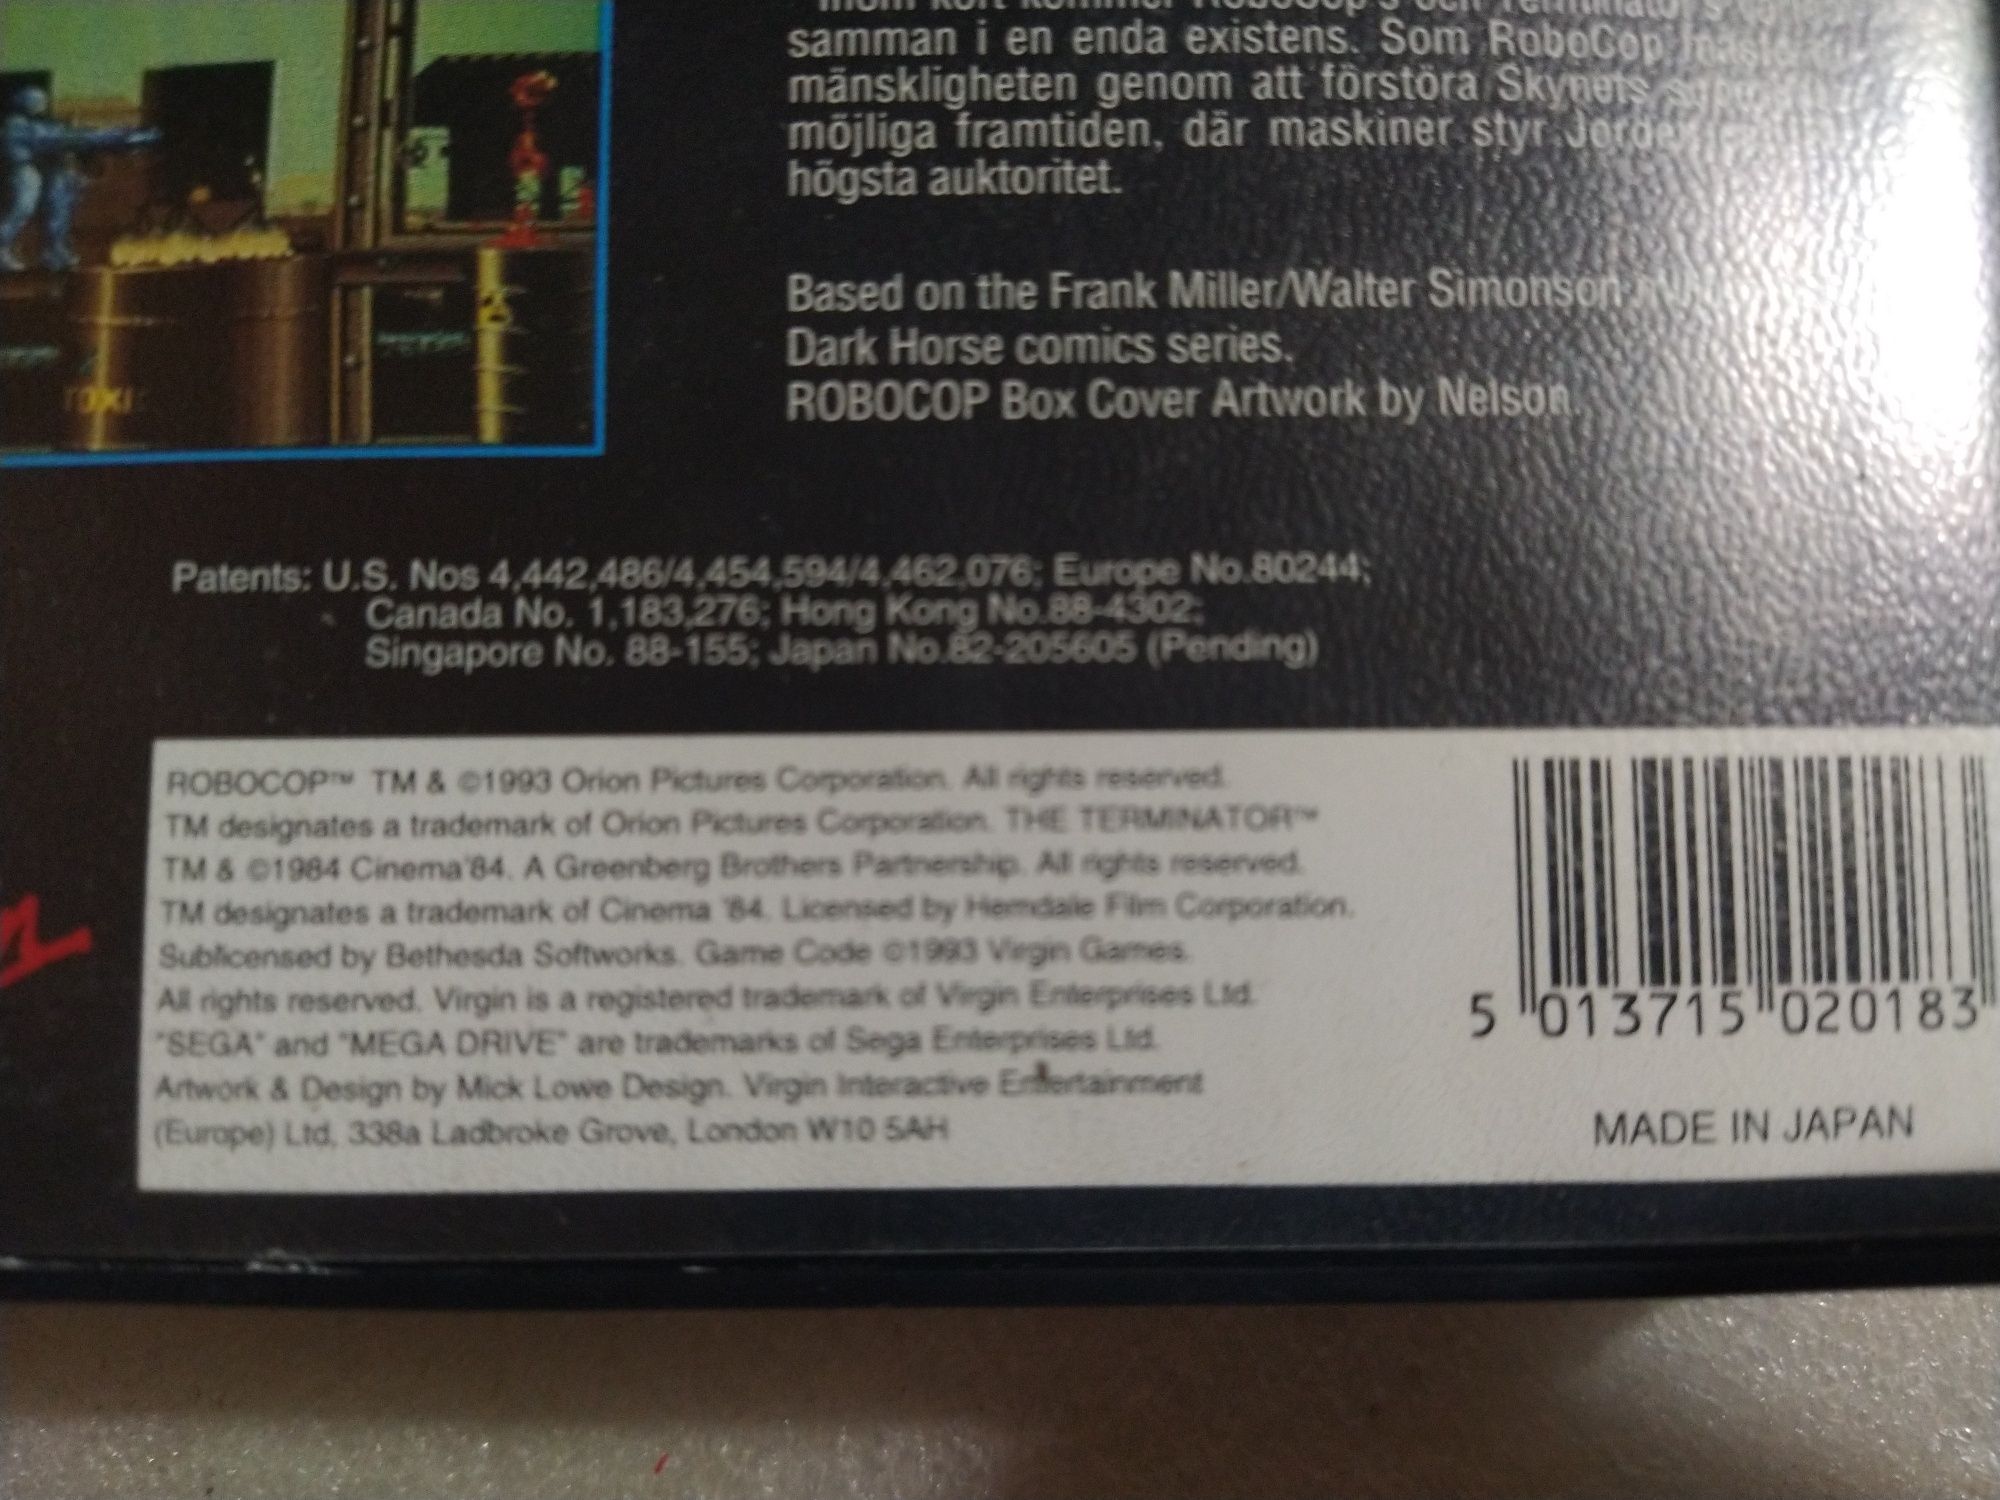 samman i en enda existens. Som RoboCop måste du
mänskligheten genom att förstöra Skynets
möjliga framtiden, där maskiner styr Jorden
högsta auktoritet.
Based on the Frank Miller/Walter Simonson
Dark Horse comics series.
ROBOCOP Box Cover Artwork by Nelson.
TOXI
Patents: U.S. Nos 4,442,486/4,454,594/4,462,076; Europe No.80244;
Canada No. 1,183,276; Hong Kong No.88-4302;
Singapore No. 88-155; Japan No.82-205605 (Pending)
ROBOCOP™ TM & ©1993 Orion Pictures Corporation. All rights reserved.
TM designates a trademark of Orion Pictures Corporation. THE TERMINATOR™
TM & ©1984 Cinema'84. A Greenberg Brothers Partnership. All rights reserved.
TM designates a trademark of Cinema '84. Licensed by Hemdale Film Corporation.
Sublicensed by Bethesda Softworks. Game Code ©1993 Virgin Games.
All rights reserved. Virgin is a registered trademark of Virgin Enterprises Ltd.
"SEGA" and "MEGA DRIVE" are trademarks of Sega Enterprises Ltd.
Artwork & Design by Mick Lowe Design. Virgin Interactive Entertainment
(Europe) Ltd, 338a Ladbroke Grove, London W10 5AH
5 013715 020183
MADE IN JAPAN